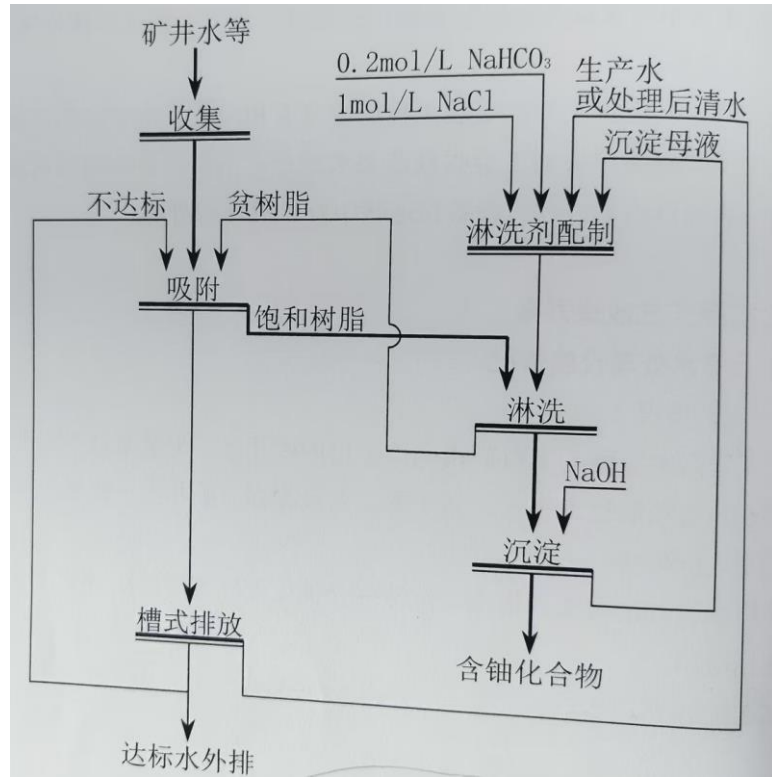 矿井水等
0.2mol/L NaHCO₃
1mol/L NaCl
生产水
或处理后清水
沉淀母液
收集
不达标
贫树脂
淋洗剂配制
吸附
饱和树脂
淋洗
NaOH
沉淀
槽式排放
含铀化合物
达标水外排